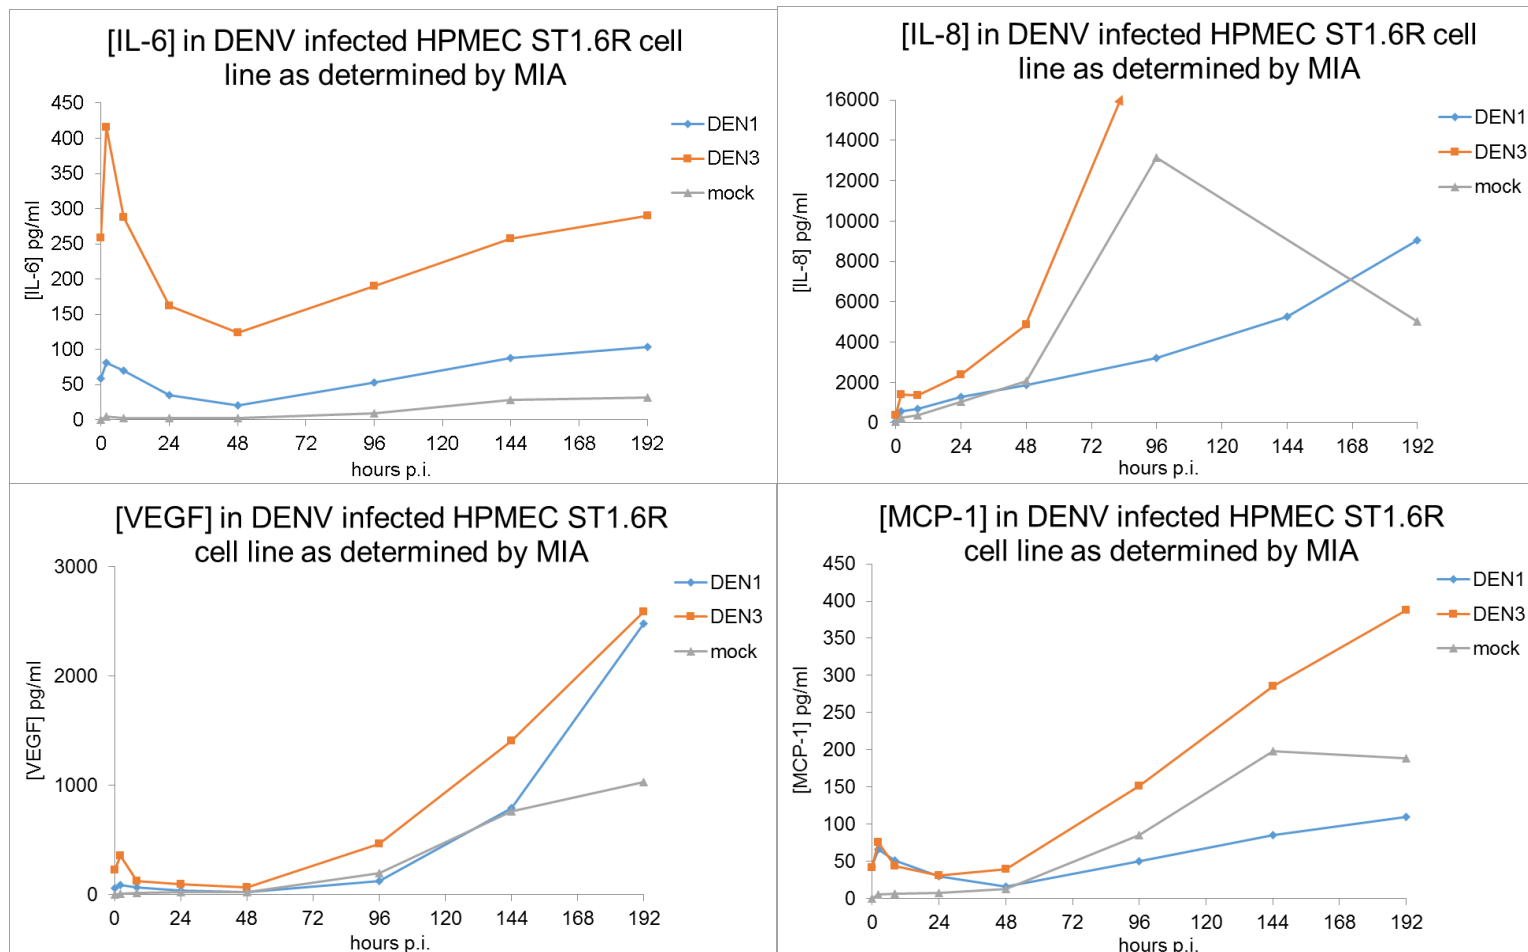 [IL-6] in DENV infected HPMEC ST1.6R cell
line as determined by MIA
450
400
350
300
250
200
150
100
50
0
[IL-6] pg/ml
0 24 48 72 96 120 144 168 192
hours p.i.
DEN1
DEN3
mock
[IL-8] in DENV infected HPMEC ST1.6R cell
line as determined by MIA
16000
14000
12000
10000
8000
6000
4000
2000
0
[IL-8] pg/ml
0 24 48 72 96 120 144 168 192
hours p.i.
DEN1
DEN3
mock
[VEGF] in DENV infected HPMEC ST1.6R
cell line as determined by MIA
3000
2000
1000
0
[VEGF] pg/ml
0 24 48 72 96 120 144 168 192
hours p.i.
DEN1
DEN3
mock
[MCP-1] in DENV infected HPMEC ST1.6R
cell line as determined by MIA
450
400
350
300
250
200
150
100
50
0
[MCP-1] pg/ml
0 24 48 72 96 120 144 168 192
hours p.i.
DEN1
DEN3
mock